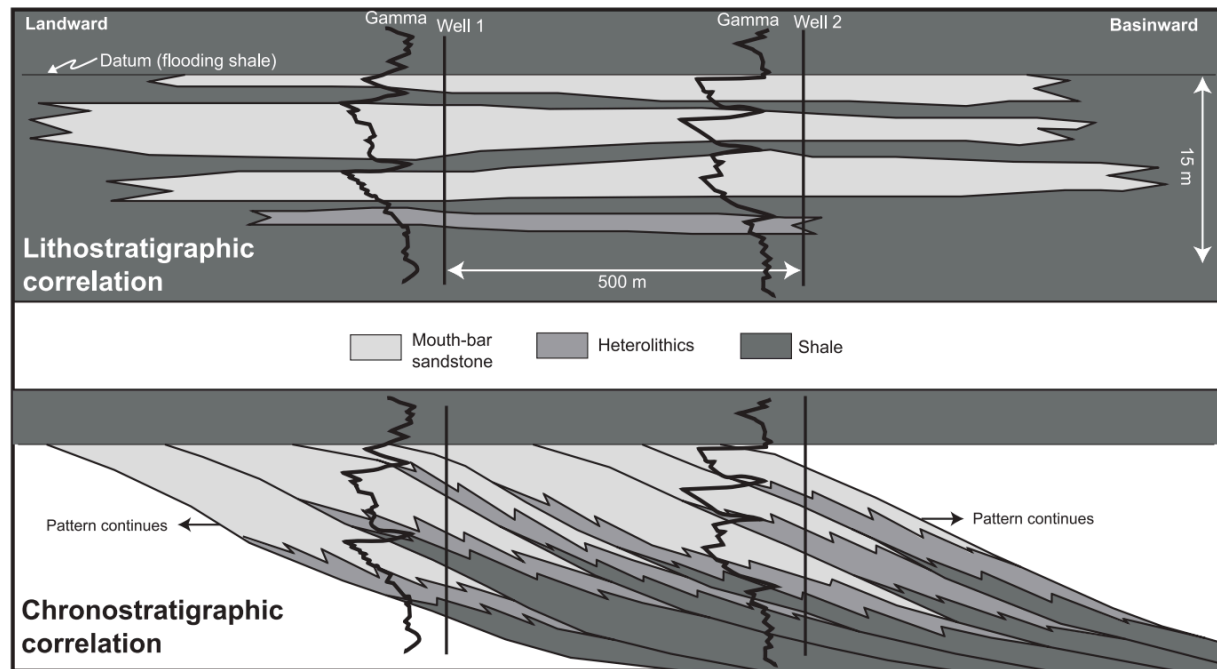 Landward
Gamma
Well 1
Gamma
Well 2
Basinward
Datum (flooding shale)
15 m
Lithostratigraphic
correlation
500 m
Mouth-bar
sandstone
Heterolithics
Shale
Pattern continues
Pattern continues
Chronostratigraphic
correlation